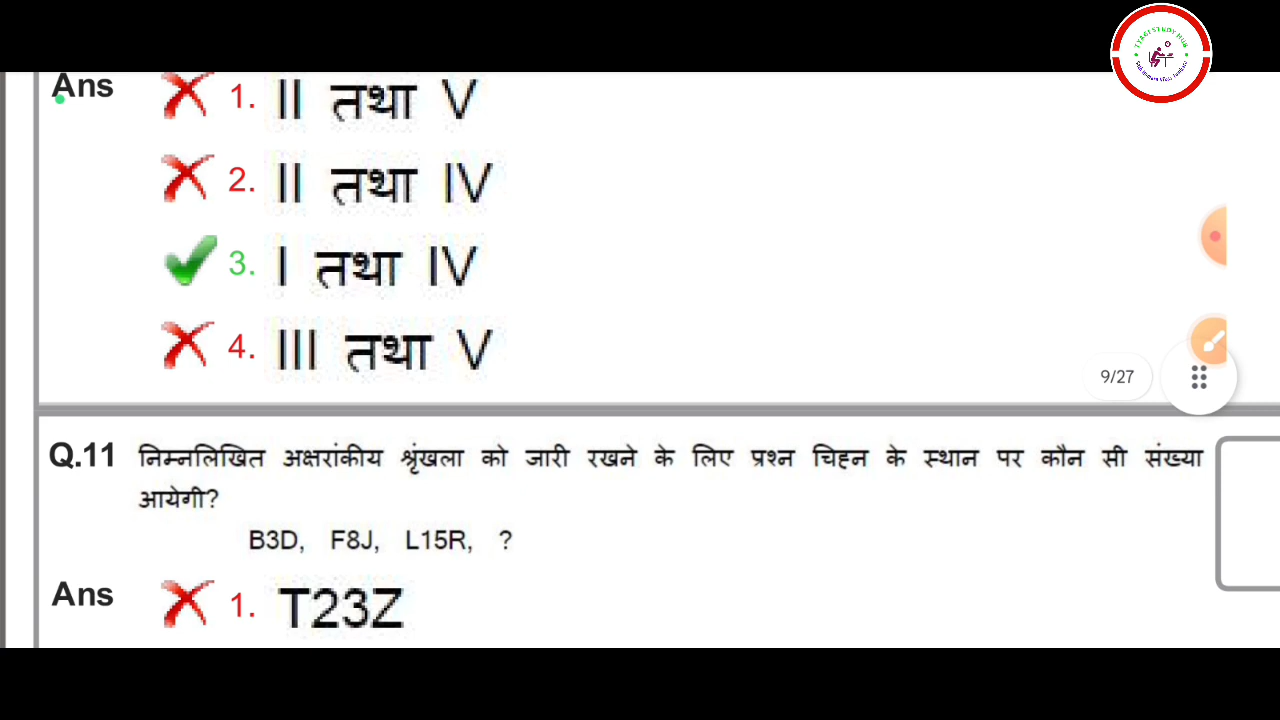 Ans
1. II तथा V
2. II तथा IV
3. I तथा IV
4. III तथा V
9/27
Q.11 निम्नलिखित अक्षरांकीय श्रृंखला को जारी रखने के लिए प्रश्न चिह्न के स्थान पर कौन सी संख्या
आयेगी?
B3D, F8J, L15R, ?
Ans
1. T23Z